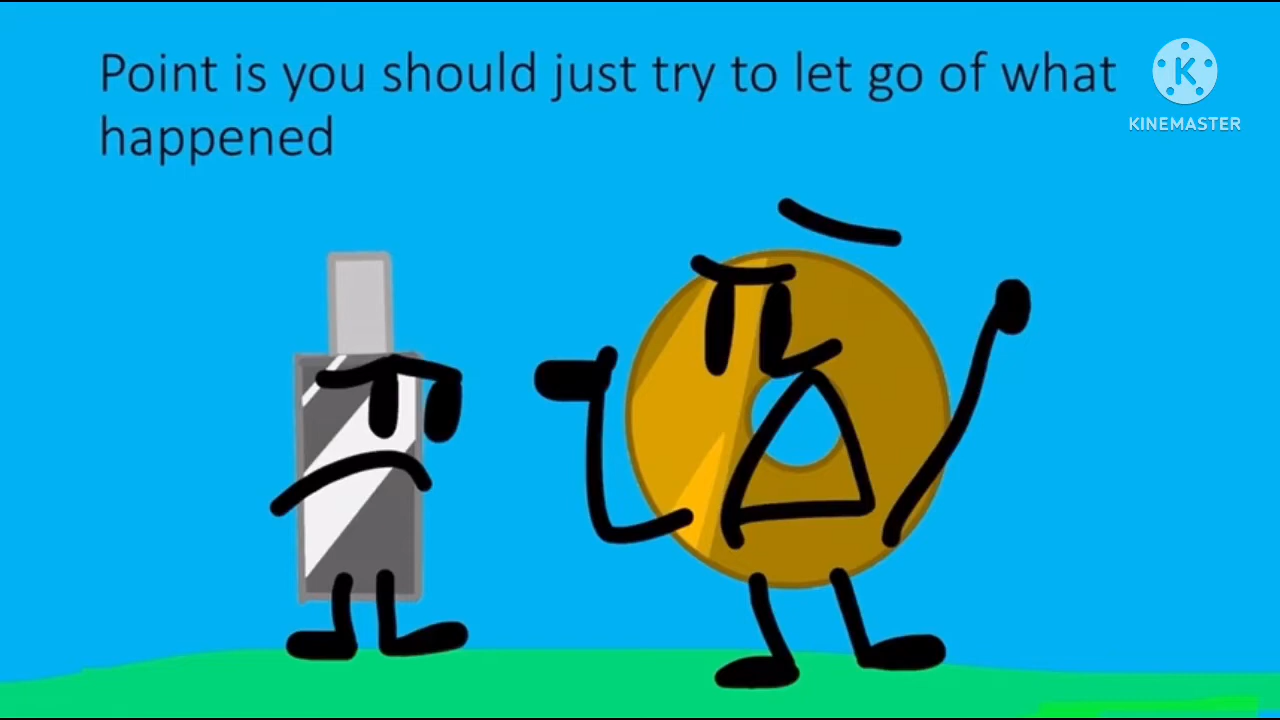 Point is you should just try to let go of what
happened
K
KINEMASTER